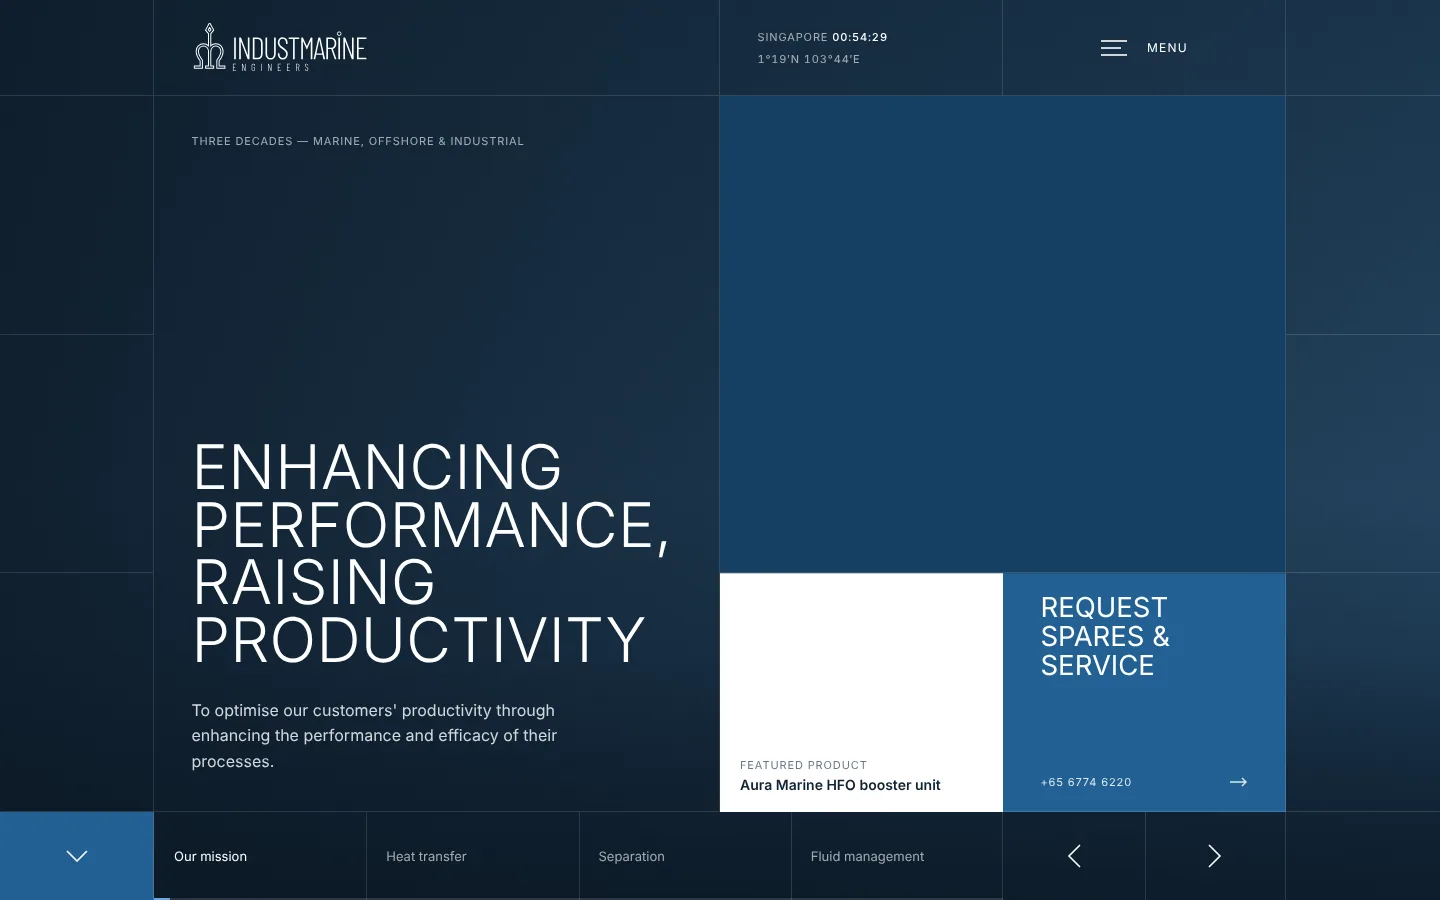 INDUSTMARINE
ENGINEERS
SINGAPORE 00:54:29
1°19'N 103°44'E
MENU
THREE DECADES — MARINE, OFFSHORE & INDUSTRIAL
ENHANCING
PERFORMANCE,
RAISING
PRODUCTIVITY
To optimise our customers' productivity through
enhancing the performance and efficacy of their
processes.
FEATURED PRODUCT
Aura Marine HFO booster unit
REQUEST
SPARES &
SERVICE
+65 6774 6220
Our mission
Heat transfer
Separation
Fluid management